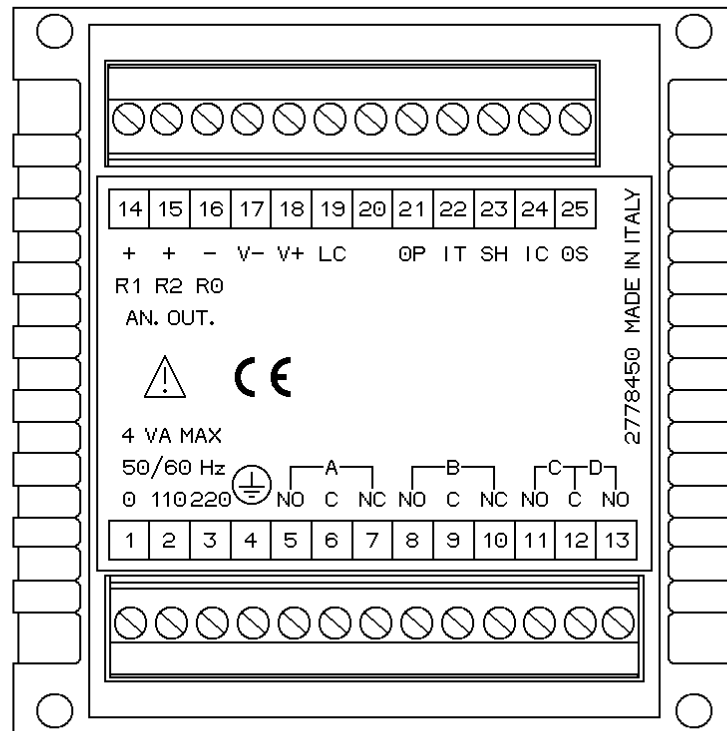 14 15 16 17 18 19 20 21 22 23 24 25
+ + - V- V+ LC OP IT SH IC OS
R1 R2 R0
AN. OUT.
2778450 MADE IN ITALY
CE
4 VA MAX
50/60 Hz A B C D
0 110 220 NO C NC NO C NC NO C NO
1 2 3 4 5 6 7 8 9 10 11 12 13